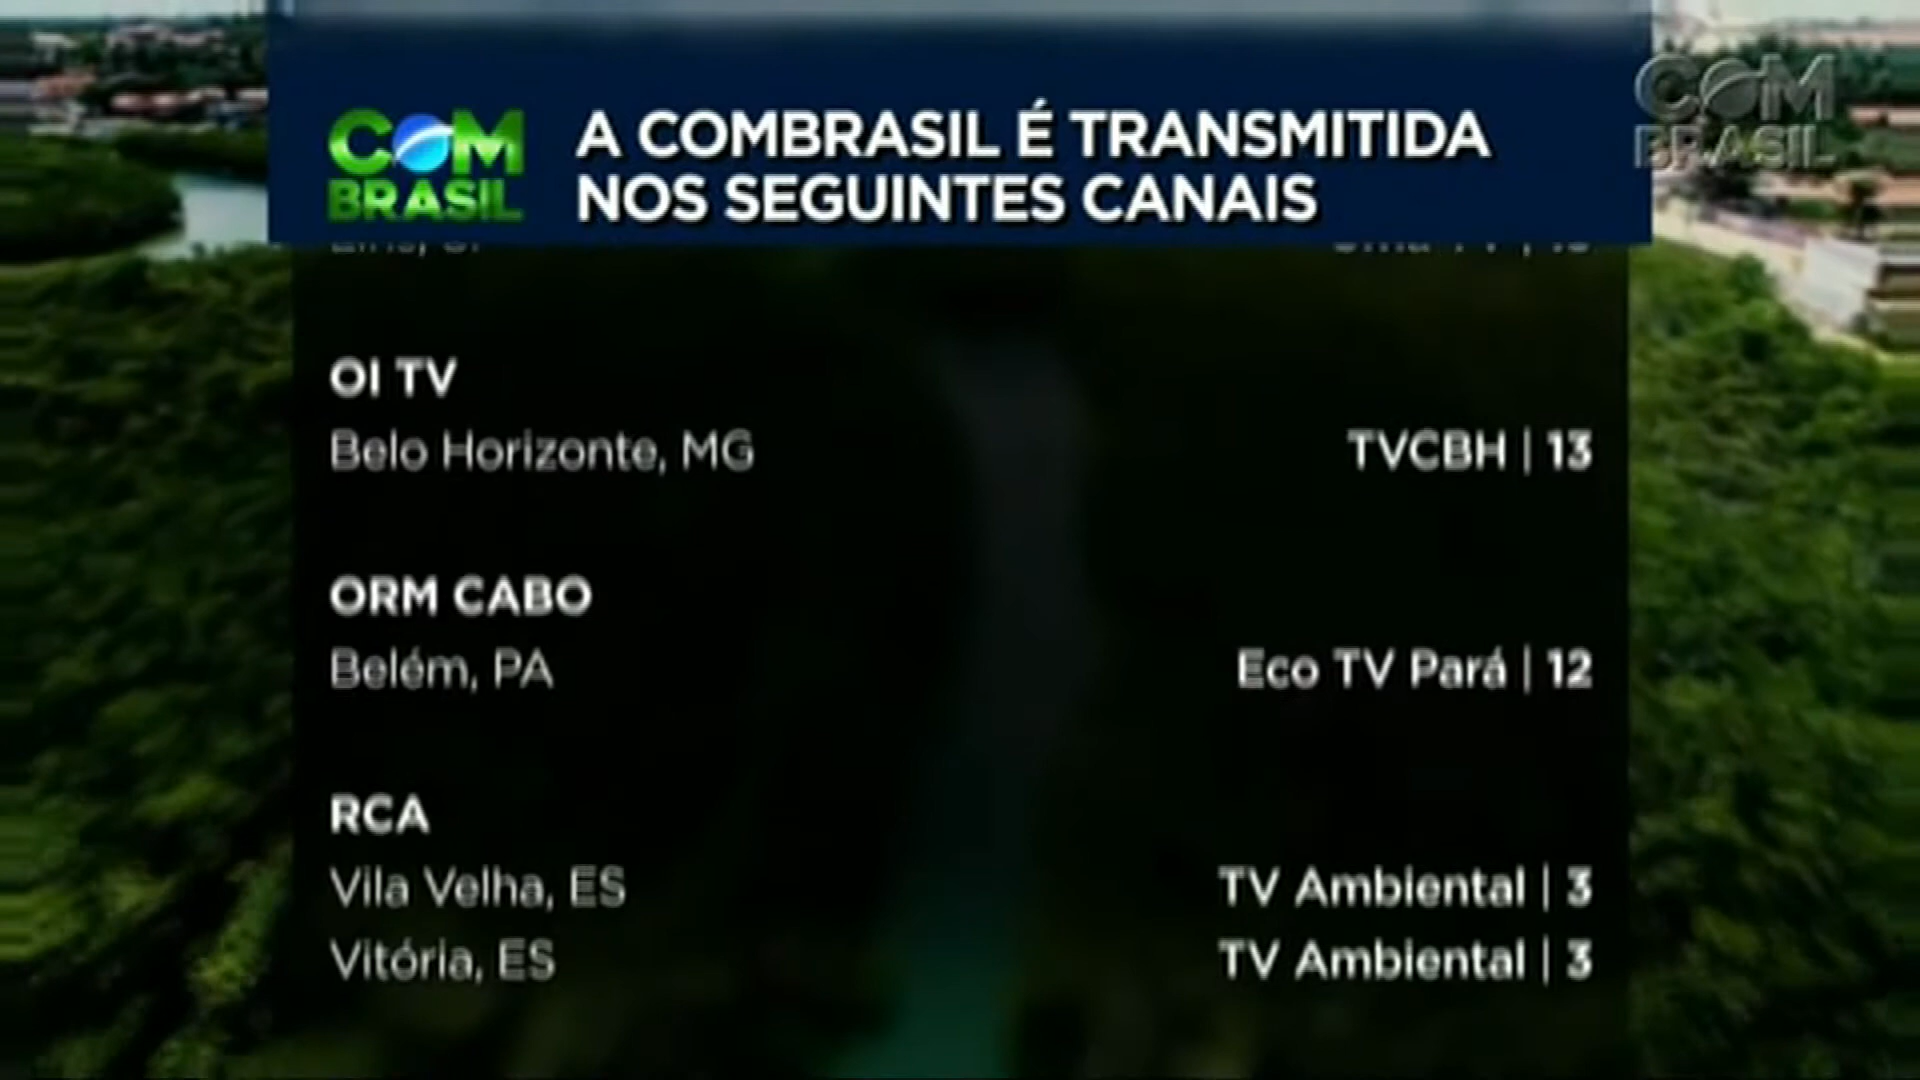 COM
BRASIL
A COMBRASIL É TRANSMITIDA
NOS SEGUINTES CANAIS
COM
BRASIL
OI TV
Belo Horizonte, MG
TVCBH | 13
ORM CABO
Belém, PA
Eco TV Pará | 12
RCA
Vila Velha, ES
TV Ambiental | 3
Vitória, ES
TV Ambiental | 3